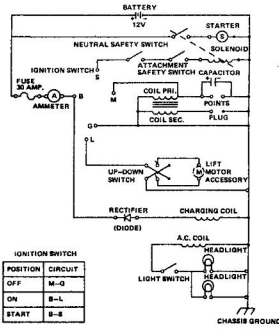 BATTERY
12V
STARTER
S
NEUTRAL SAFETY SWITCH
SOLENOID
IGNITION SWITCH
S
ATTACHMENT
SAFETY SWITCH
CAPACITOR
FUSE
30 AMP.
A
B
AMMETER
M
COIL PRI.
POINTS
G
COIL SEC.
PLUG
L
UP-DOWN
SWITCH
M
LIFT
MOTOR
ACCESSORY
RECTIFIER
(DIODE)
CHARGING COIL
A.C. COIL
HEADLIGHT
LIGHT SWITCH
HEADLIGHT
IGNITION SWITCH
POSITION CIRCUIT
OFF M-G
ON B-L
START B-S
CHASSIS GROUND